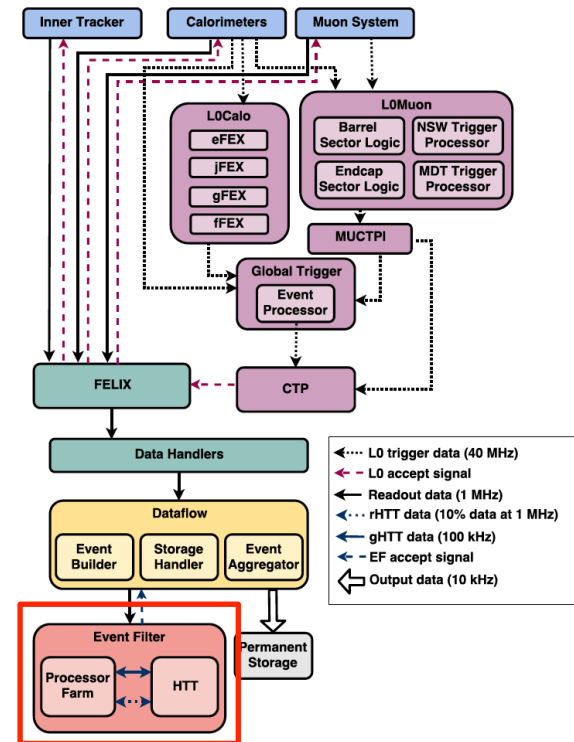 Inner Tracker
Calorimeters
Muon System
L0Calo
eFEX
jFEX
gFEX
fFEX
L0Muon
Barrel
Sector Logic
NSW Trigger
Processor
Endcap
Sector Logic
MDT Trigger
Processor
MUCTPI
Global Trigger
Event
Processor
FELIX
CTP
Data Handlers
Dataflow
Event
Builder
Storage
Handler
Event
Aggregator
Event Filter
Processor
Farm
HTT
Permanent
Storage
L0 trigger data (40 MHz)
L0 accept signal
Readout data (1 MHz)
rHTT data (10% data at 1 MHz)
gHTT data (100 kHz)
EF accept signal
Output data (10 kHz)